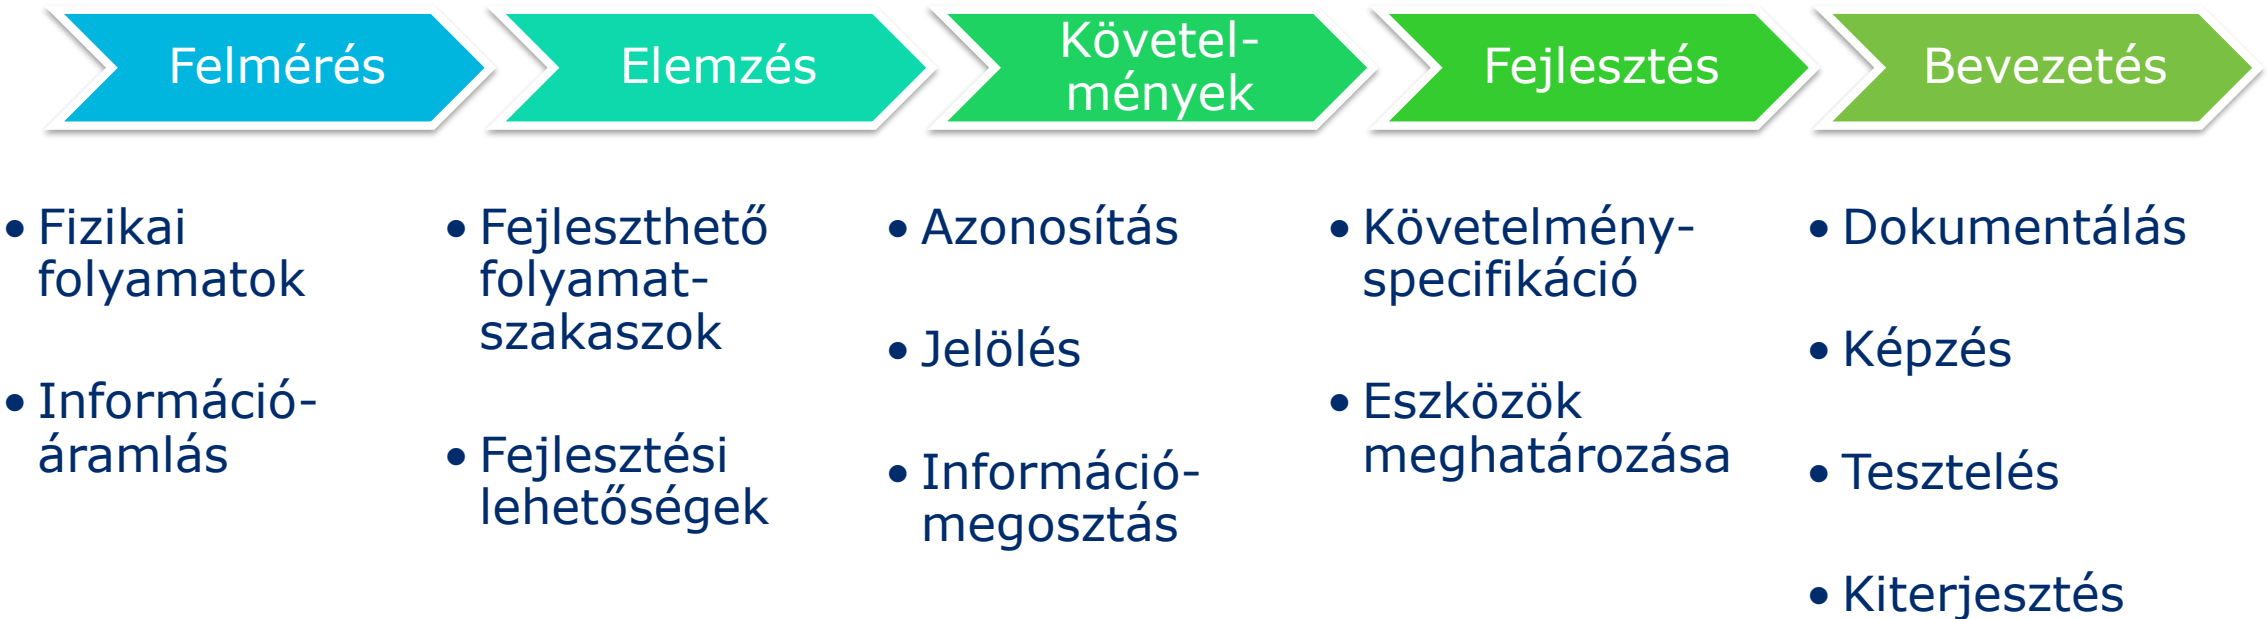 Felmérés
Elemzés
Követel-
mények
Fejlesztés
Bevezetés
• Fizikai
folyamatok
• Információ-
áramlás
• Fejleszthető
folyamat-
szakaszok
• Fejlesztési
lehetőségek
• Azonosítás
• Jelölés
• Információ-
megosztás
• Követelmény-
specifikáció
• Eszközök
meghatározása
• Dokumentálás
• Képzés
• Tesztelés
• Kiterjesztés